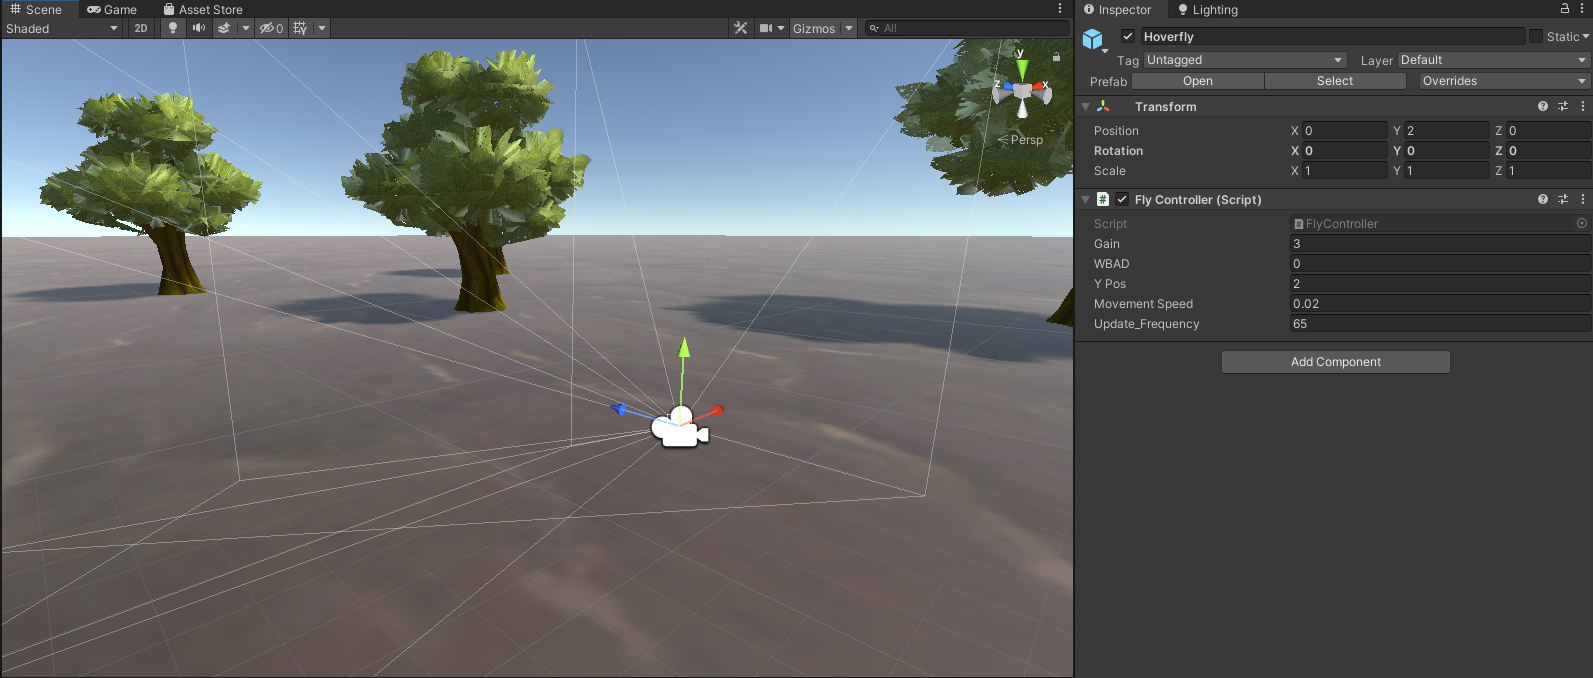 Scene Game Asset Store
Shaded 2D 0 Gizmos All
y
z x
Persp
Inspector Lighting
Hoverfly Static
Tag Untagged Layer Default
Prefab Open Select Overrides
Transform
Position X 0 Y 2 Z 0
Rotation X 0 Y 0 Z 0
Scale X 1 Y 1 Z 1
# Fly Controller (Script)
Script # FlyController
Gain 3
WBAD 0
Y Pos 2
Movement Speed 0.02
Update_Frequency 65
Add Component